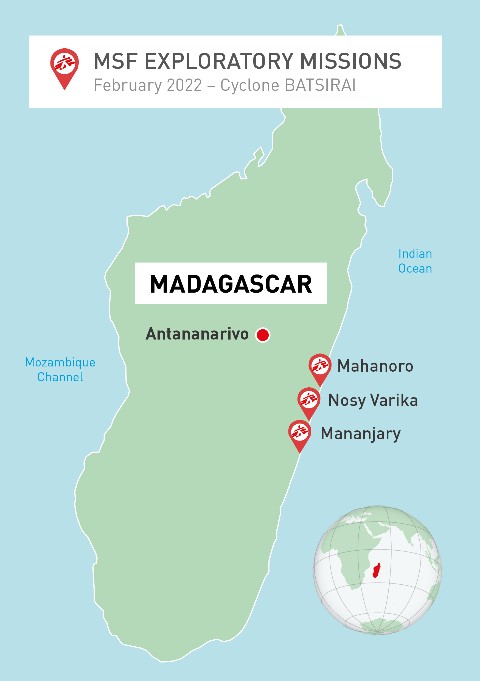 MSF EXPLORATORY MISSIONS
February 2022 – Cyclone BATSIRAI
Indian
Ocean
MADAGASCAR
Antananarivo
Mozambique
Channel
Mahanoro
Nosy Varika
Mananjary